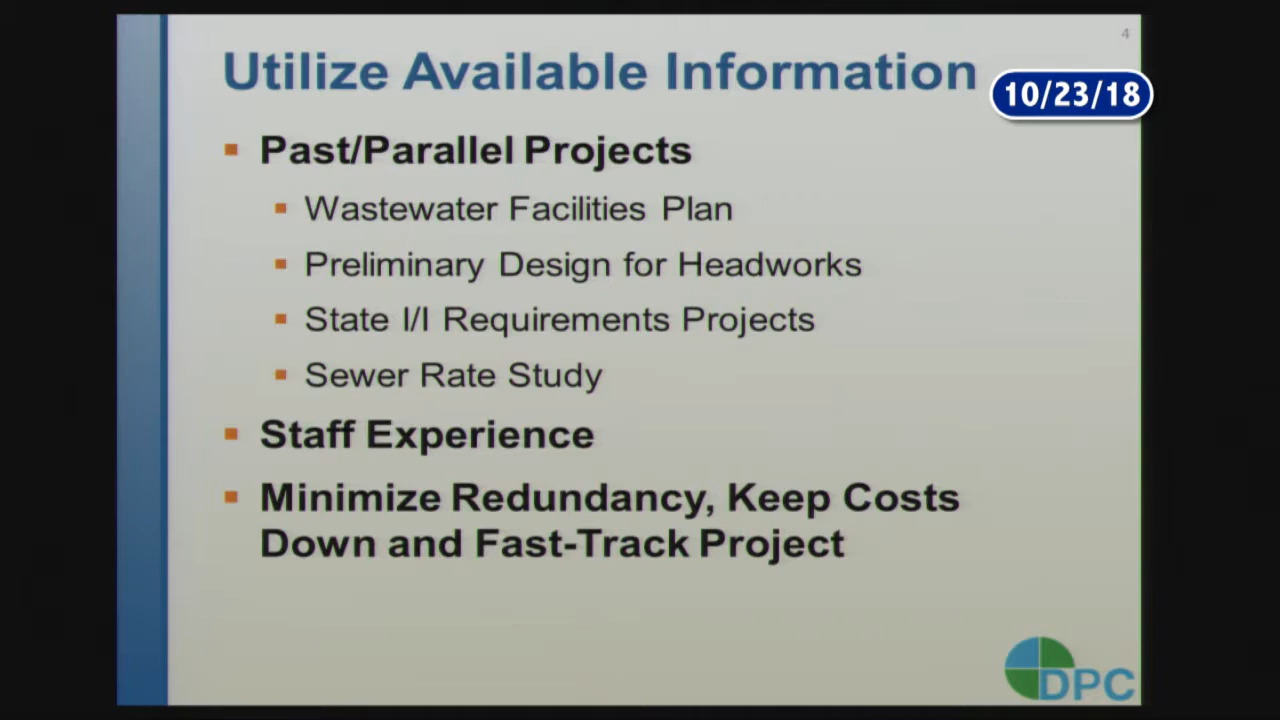 4
Utilize Available Information
10/23/18
Past/Parallel Projects
Wastewater Facilities Plan
Preliminary Design for Headworks
State I/I Requirements Projects
Sewer Rate Study
Staff Experience
Minimize Redundancy, Keep Costs
Down and Fast-Track Project
DPC